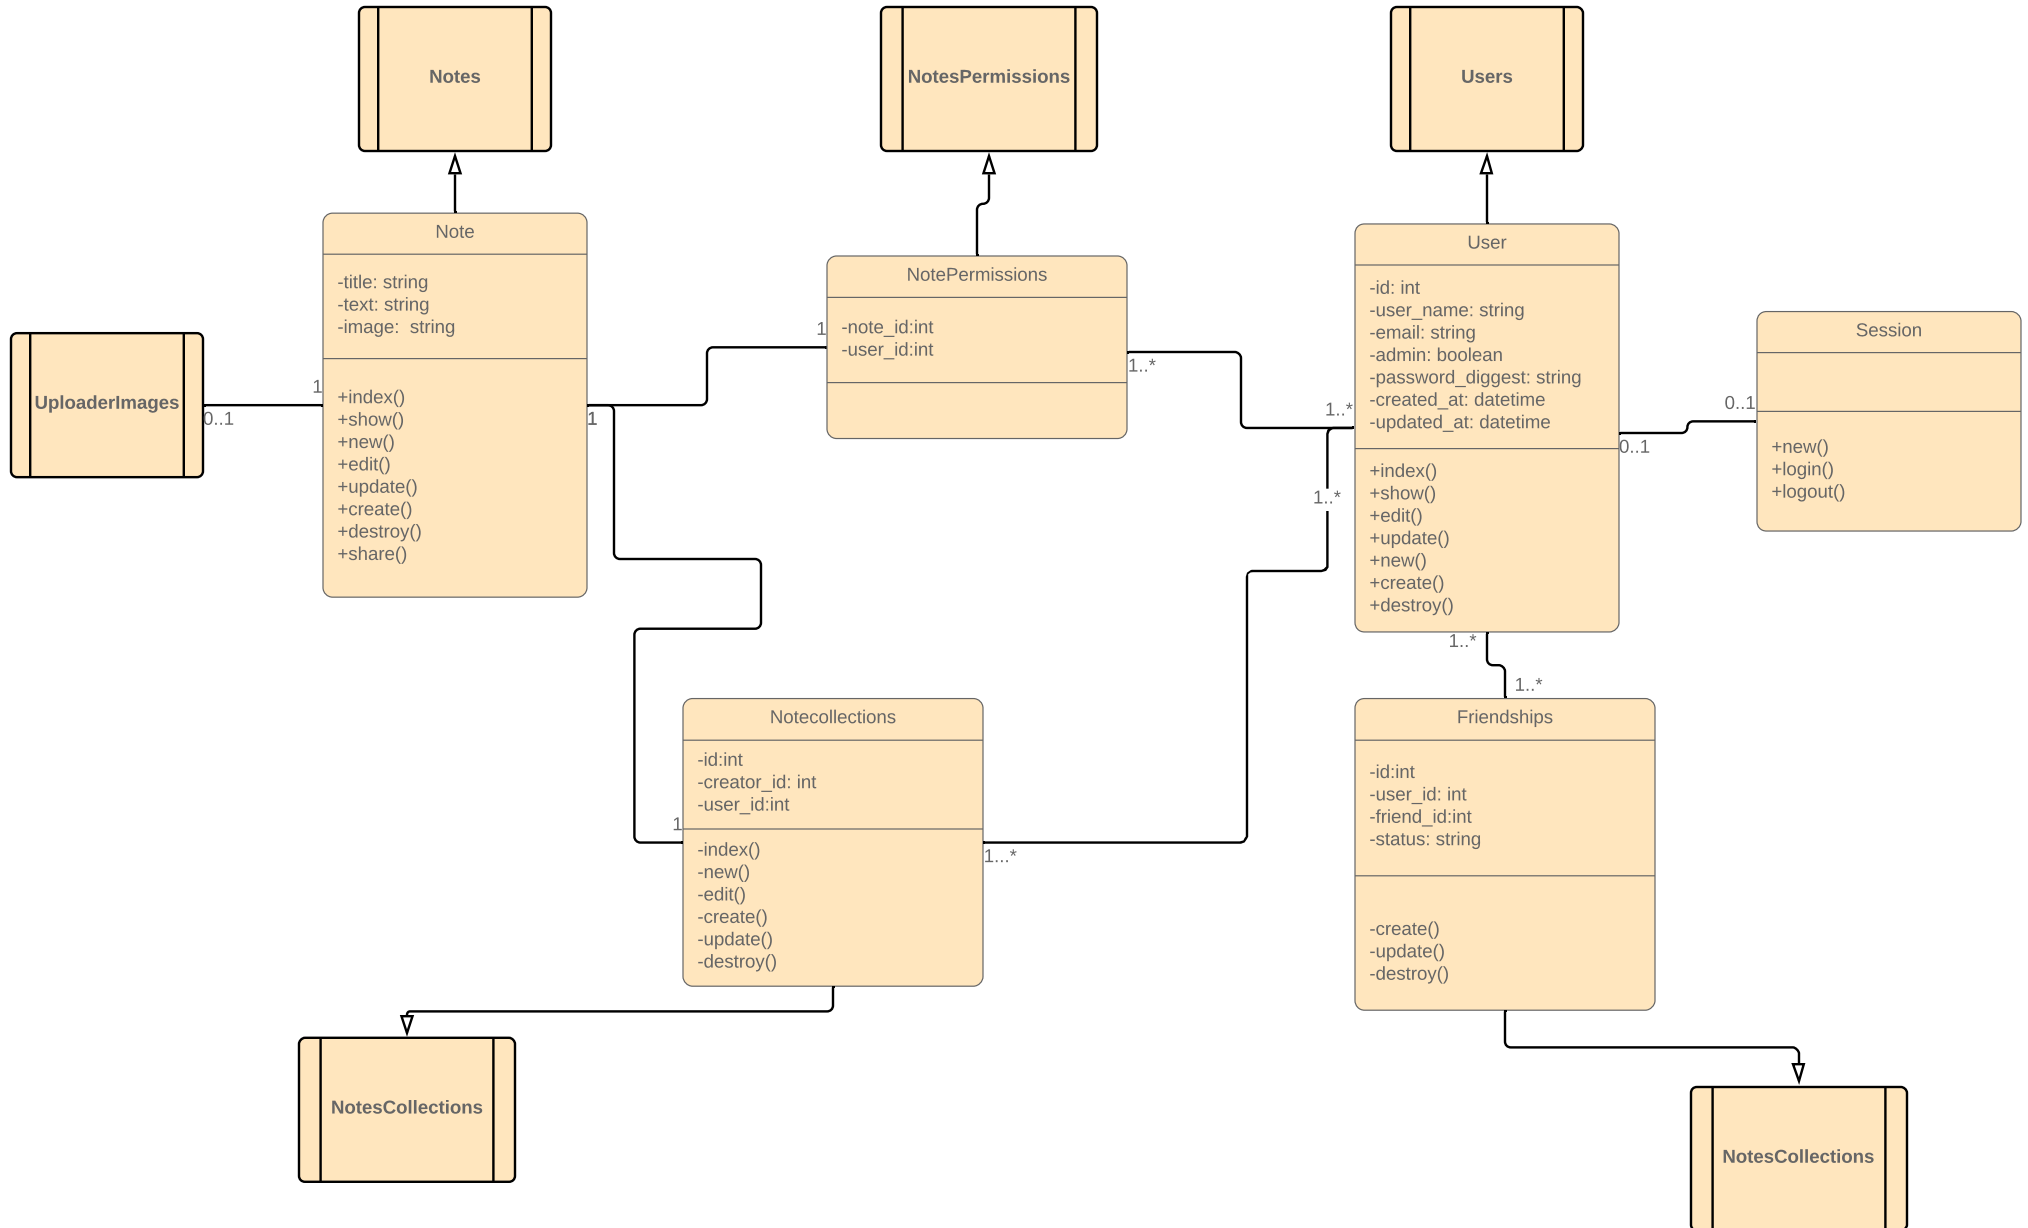 Notes
NotesPermissions
Users
Note
-title: string
-text: string
-image:  string
+index()
+show()
+new()
+edit()
+update()
+create()
+destroy()
+share()
UploaderImages
0..1
1
1
1
NotePermissions
-note_id:int
-user_id:int
1..*
1..*
1..*
User
-id: int
-user_name: string
-email: string
-admin: boolean
-password_diggest: string
-created_at: datetime
-updated_at: datetime
+index()
+show()
+edit()
+update()
+new()
+create()
+destroy()
0..1
0..1
Session
+new()
+login()
+logout()
1..*
1..*
Notecollections
-id:int
-creator_id: int
-user_id:int
-index()
-new()
-edit()
-create()
-update()
-destroy()
1
1...*
Friendships
-id:int
-user_id: int
-friend_id:int
-status: string
-create()
-update()
-destroy()
NotesCollections
NotesCollections